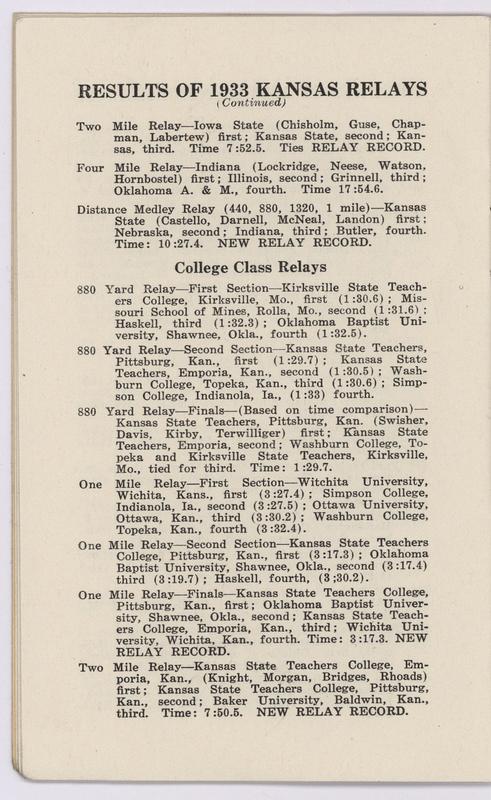 RESULTS OF 1933 KANSAS RELAYS
(Continued)
Two Mile Relay—Iowa State (Chisholm, Guse, Chap-
man, Labertew) first; Kansas State, second; Kan-
sas, third. Time 7:52.5. Ties RELAY RECORD.
Four Mile Relay—Indiana (Lockridge, Neese, Watson,
Hornbostel) first; Illinois, second; Grinnell, third;
Oklahoma A. & M., fourth. Time 17:54.6.
Distance Medley Relay (440, 880, 1320, 1 mile)—Kansas
State (Castello, Darnell, McNeal, Landon) first;
Nebraska, second; Indiana, third; Butler, fourth.
Time: 10:27.4. NEW RELAY RECORD.
College Class Relays
880 Yard Relay—First Section—Kirksville State Teach-
ers College, Kirksville, Mo., first (1:30.6); Mis-
souri School of Mines, Rolla, Mo., second (1:31.6);
Haskell, third (1:32.3); Oklahoma Baptist Uni-
versity, Shawnee, Okla., fourth (1:32.5).
880 Yard Relay—Second Section—Kansas State Teachers,
Pittsburg, Kan., first (1:29.7); Kansas State
Teachers, Emporia, Kan., second (1:30.5); Wash-
burn College, Topeka, Kan., third (1:30.6); Simp-
son College, Indianola, Ia., (1:33) fourth.
880 Yard Relay—Finals—(Based on time comparison)—
Kansas State Teachers, Pittsburg, Kan. (Swisher,
Davis, Kirby, Terwilliger) first; Kansas State
Teachers, Emporia, second; Washburn College, To-
peka and Kirksville State Teachers, Kirksville,
Mo., tied for third. Time: 1:29.7.
One Mile Relay—First Section—Witchita University,
Wichita, Kans., first (3:27.4); Simpson College,
Indianola, Ia., second (3:27.5); Ottawa University,
Ottawa, Kan., third (3:30.2); Washburn College,
Topeka, Kan., fourth (3:32.4).
One Mile Relay—Second Section—Kansas State Teachers
College, Pittsburg, Kan., first (3:17.3); Oklahoma
Baptist University, Shawnee, Okla., second (3:17.4)
third (3:19.7); Haskell, fourth, (3;30.2).
One Mile Relay—Finals—Kansas State Teachers College,
Pittsburg, Kan., first; Oklahoma Baptist Univer-
sity, Shawnee, Okla., second; Kansas State Teach-
ers College, Emporia, Kan., third; Wichita Uni-
versity, Wichita, Kan., fourth. Time: 3:17.3. NEW
RELAY RECORD.
Two Mile Relay—Kansas State Teachers College, Em-
poria, Kan., (Knight, Morgan, Bridges, Rhoads)
first; Kansas State Teachers College, Pittsburg,
Kan., second; Baker University, Baldwin, Kan.,
third. Time: 7:50.5. NEW RELAY RECORD.